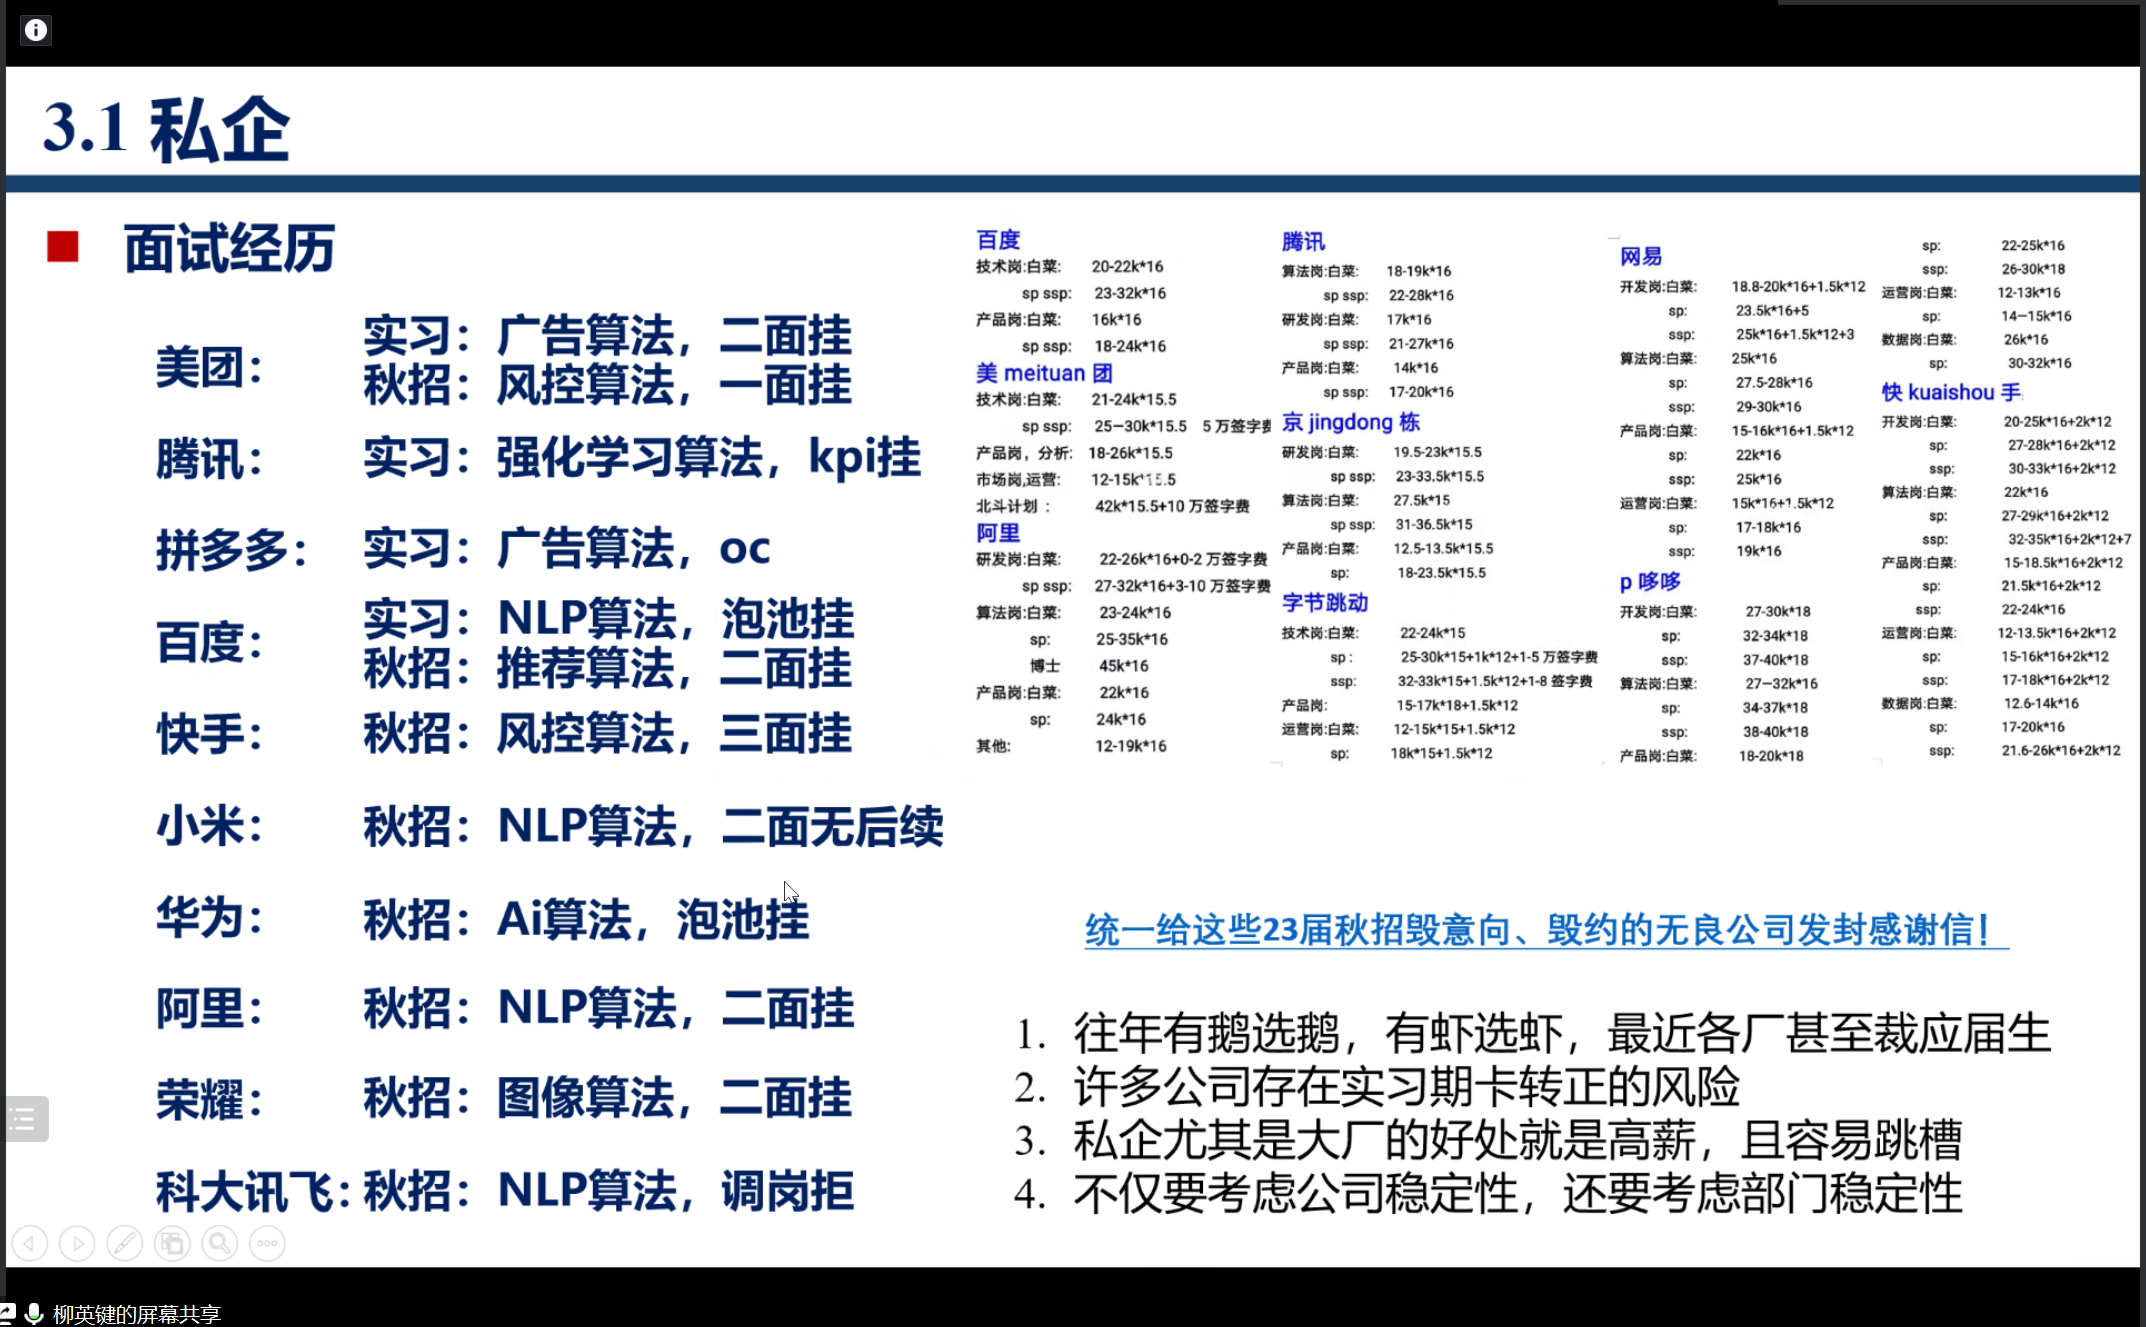 3.1 私企
面试经历
美团：
实习：广告算法，二面挂
秋招：风控算法，一面挂
腾讯：
实习：强化学习算法，kpi挂
拼多多：
实习：广告算法，oc
百度：
实习：NLP算法，泡池挂
秋招：推荐算法，二面挂
快手：
秋招：风控算法，三面挂
小米：
秋招：NLP算法，二面无后续
华为：
秋招：Ai算法，泡池挂
阿里：
秋招：NLP算法，二面挂
荣耀：
秋招：图像算法，二面挂
科大讯飞：
秋招：NLP算法，调岗拒
百度
技术岗:白菜: 20-22k*16
sp ssp: 23-32k*16
产品岗:白菜: 16k*16
sp ssp: 18-24k*16
美 meituan 团
技术岗:白菜: 21-24k*15.5
sp ssp: 25—30k*15.5 5 万签字费
产品岗，分析: 18-26k*15.5
市场岗,运营: 12-15k*15.5
北斗计划 ： 42k*15.5+10 万签字费
阿里
研发岗:白菜: 22-26k*16+0-2 万签字费
sp ssp: 27-32k*16+3-10 万签字费
算法岗:白菜: 23-24k*16
sp: 25-35k*16
博士 45k*16
产品岗:白菜: 22k*16
sp: 24k*16
其他: 12-19k*16
腾讯
算法岗:白菜: 18-19k*16
sp ssp: 22-28k*16
研发岗:白菜: 17k*16
sp ssp: 21-27k*16
产品岗:白菜: 14k*16
sp ssp: 17-20k*16
京 jingdong 栋
研发岗:白菜: 19.5-23k*15.5
sp ssp: 23-33.5k*15.5
算法岗:白菜: 27.5k*15
sp ssp: 31-36.5k*15
产品岗:白菜: 12.5-13.5k*15.5
sp: 18-23.5k*15.5
字节跳动
技术岗:白菜: 22-24k*15
sp : 25-30k*15+1k*12+1-5 万签字费
ssp: 32-33k*15+1.5k*12+1-8 签字费
产品岗: 15-17k*18+1.5k*12
运营岗:白菜: 12-15k*15+1.5k*12
sp: 18k*15+1.5k*12
网易
开发岗:白菜: 18.8-20k*16+1.5k*12
sp: 23.5k*16+5
ssp: 25k*16+1.5k*12+3
算法岗:白菜: 25k*16
sp: 27.5-28k*16
ssp: 29-30k*16
产品岗:白菜: 15-16k*16+1.5k*12
sp: 22k*16
ssp: 25k*16
运营岗:白菜: 15k*16+1.5k*12
sp: 17-18k*16
ssp: 19k*16
p 哆哆
开发岗:白菜: 27-30k*18
sp: 32-34k*18
ssp: 37-40k*18
算法岗:白菜: 27—32k*16
sp: 34-37k*18
ssp: 38-40k*18
产品岗:白菜: 18-20k*18
sp: 22-25k*16
ssp: 26-30k*18
运营岗:白菜: 12-13k*16
sp: 14—15k*16
数据岗:白菜: 26k*16
sp: 30-32k*16
快 kuaishou 手
开发岗:白菜: 20-25k*16+2k*12
sp: 27-28k*16+2k*12
ssp: 30-33k*16+2k*12
算法岗:白菜: 22k*16
sp: 27-29k*16+2k*12
ssp: 32-35k*16+2k*12+7
产品岗:白菜: 15-18.5k*16+2k*12
sp: 21.5k*16+2k*12
ssp: 22-24k*16
运营岗:白菜: 12-13.5k*16+2k*12
sp: 15-16k*16+2k*12
ssp: 17-18k*16+2k*12
数据岗:白菜: 12.6-14k*16
sp: 17-20k*16
ssp: 21.6-26k*16+2k*12
统一给这些23届秋招毁意向、毁约的无良公司发封感谢信！
1. 往年有鹅选鹅，有虾选虾，最近各厂甚至裁应届生
2. 许多公司存在实习期卡转正的风险
3. 私企尤其是大厂的好处就是高薪，且容易跳槽
4. 不仅要考虑公司稳定性，还要考虑部门稳定性
柳英键的屏幕共享